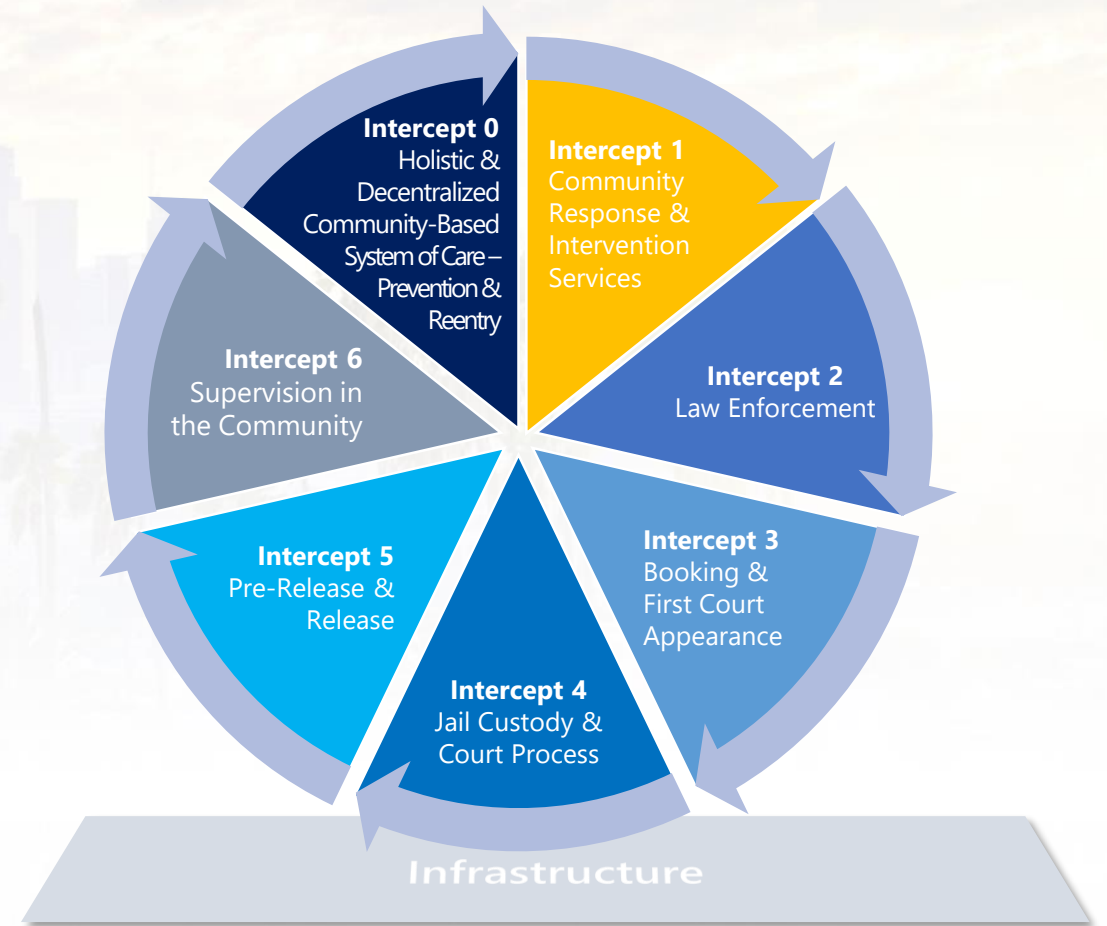 Intercept 0
Holistic &
Decentralized
Community-Based
System of Care –
Prevention &
Reentry
Intercept 1
Community
Response &
Intervention
Services
Intercept 2
Law Enforcement
Intercept 3
Booking &
First Court
Appearance
Intercept 4
Jail Custody &
Court Process
Intercept 5
Pre-Release &
Release
Intercept 6
Supervision in
the Community
Infrastructure